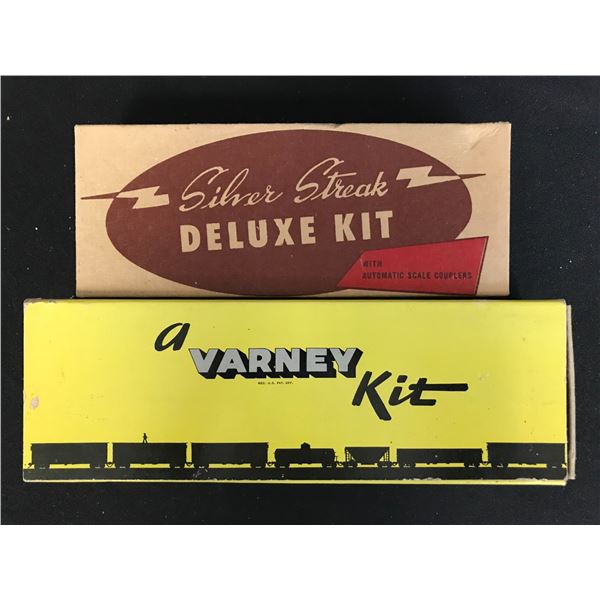 Silver Streak
DELUXE KIT
WITH
AUTOMATIC SCALE COUPLERS
a
VARNEY
REG. U.S. PAT. OFF.
Kit